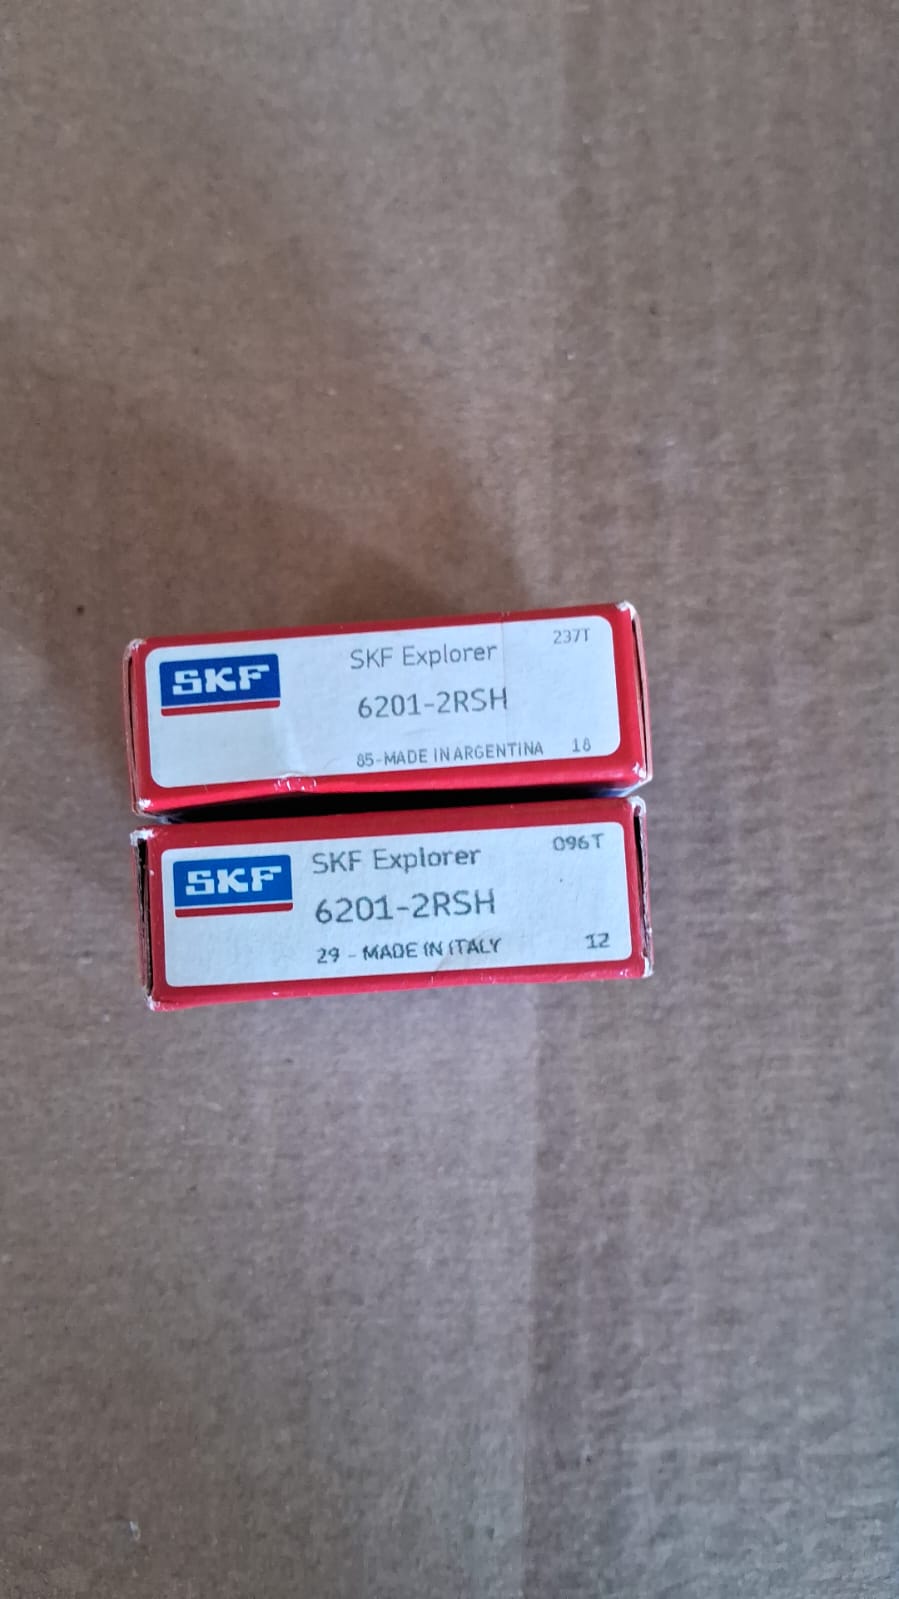 SKF
SKF Explorer
237T
6201-2RSH
85-MADE IN ARGENTINA 18
SKF
SKF Explorer
096T
6201-2RSH
29 - MADE IN ITALY 12